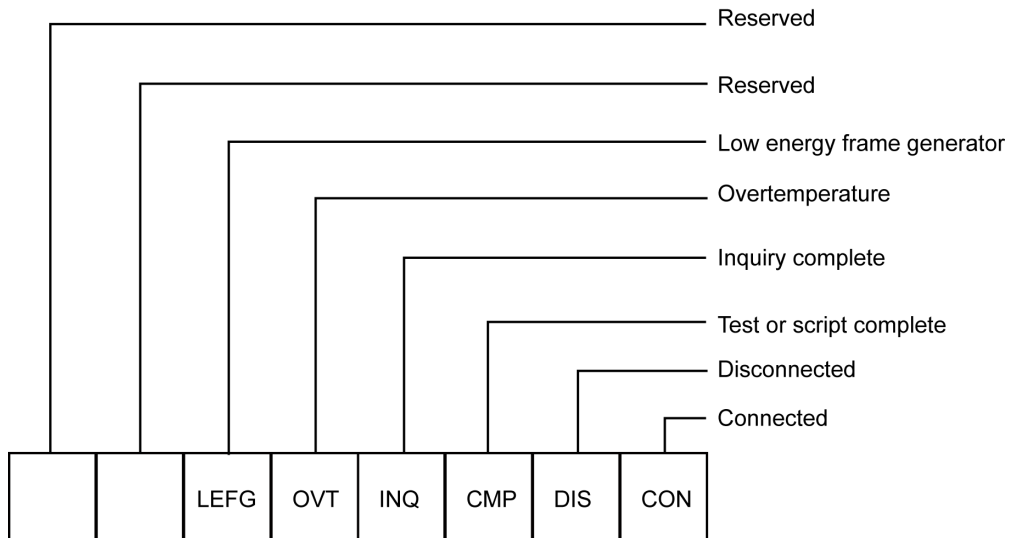 Reserved
Reserved
Low energy frame generator
Overtemperature
Inquiry complete
Test or script complete
Disconnected
Connected
LEFG OVT INQ CMP DIS CON